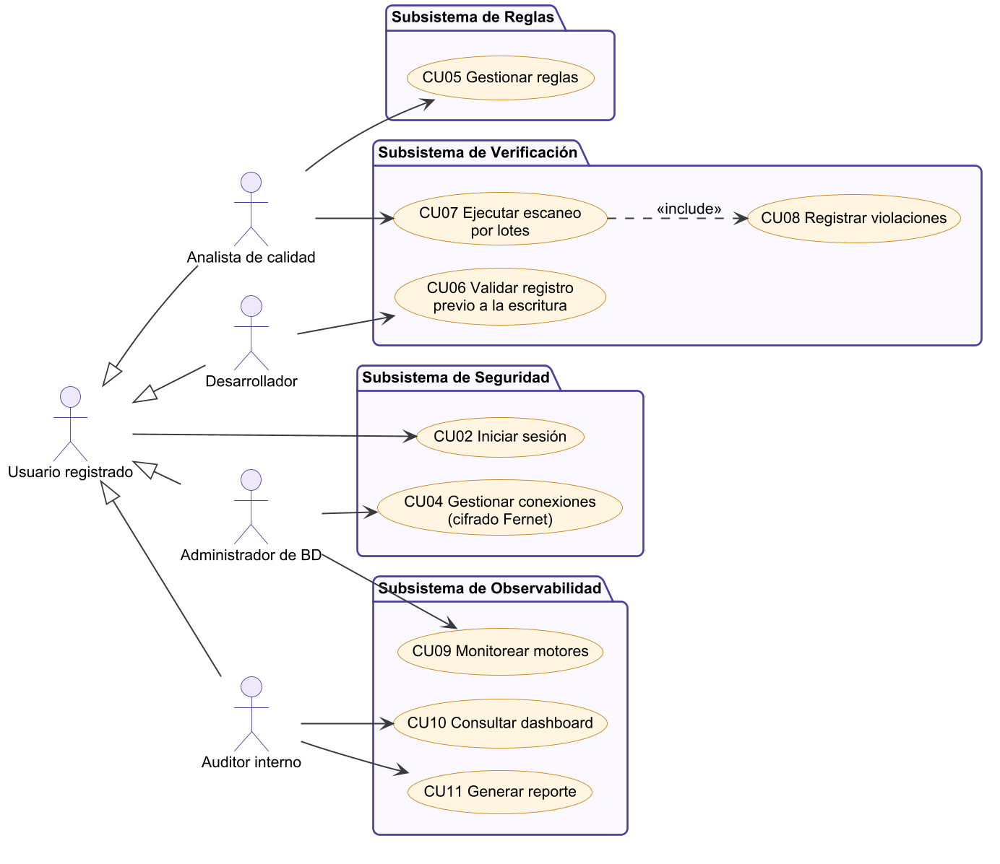 Subsistema de Reglas
CU05 Gestionar reglas
Subsistema de Verificación
CU07 Ejecutar escaneo
por lotes
«include»
CU08 Registrar violaciones
Analista de calidad
CU06 Validar registro
previo a la escritura
Desarrollador
Subsistema de Seguridad
CU02 Iniciar sesión
Usuario registrado
CU04 Gestionar conexiones
(cifrado Fernet)
Administrador de BD
Subsistema de Observabilidad
CU09 Monitorear motores
CU10 Consultar dashboard
Auditor interno
CU11 Generar reporte